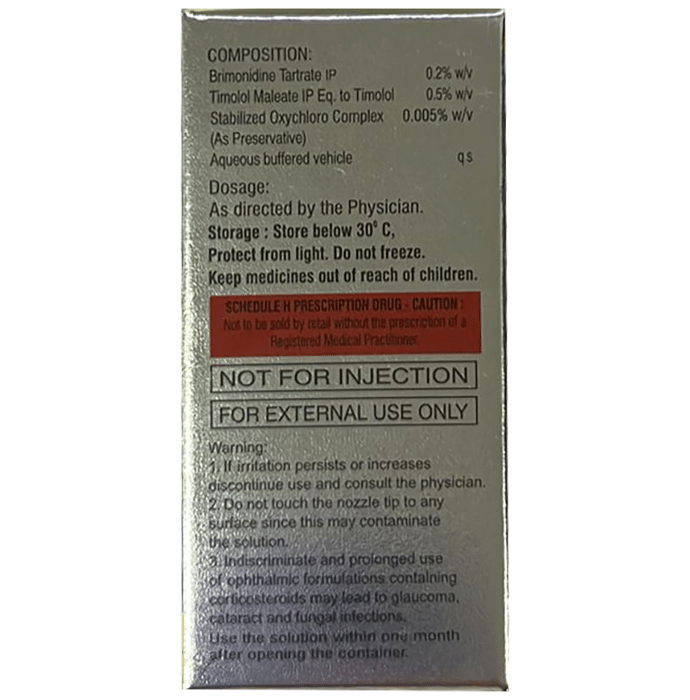 COMPOSITION:
Brimonidine Tartrate IP 0.2% w/v
Timolol Maleate IP Eq. to Timolol 0.5% w/v
Stabilized Oxychloro Complex 0.005% w/v
(As Preservative)
Aqueous buffered vehicle qs
Dosage:
As directed by the Physician.
Storage : Store below 30° C,
Protect from light. Do not freeze.
Keep medicines out of reach of children.
SCHEDULE H PRESCRIPTION DRUG - CAUTION :
Not to be sold by retail without the prescription of a
Registered Medical Practitioner.
NOT FOR INJECTION
FOR EXTERNAL USE ONLY
Warning:
1. If irritation persists or increases
discontinue use and consult the physician.
2. Do not touch the nozzle tip to any
surface since this may contaminate
the solution.
3. Indiscriminate and prolonged use
of ophthalmic formulations containing
corticosteroids may lead to glaucoma,
cataract and fungal infections.
Use the solution within one month
after opening the container.